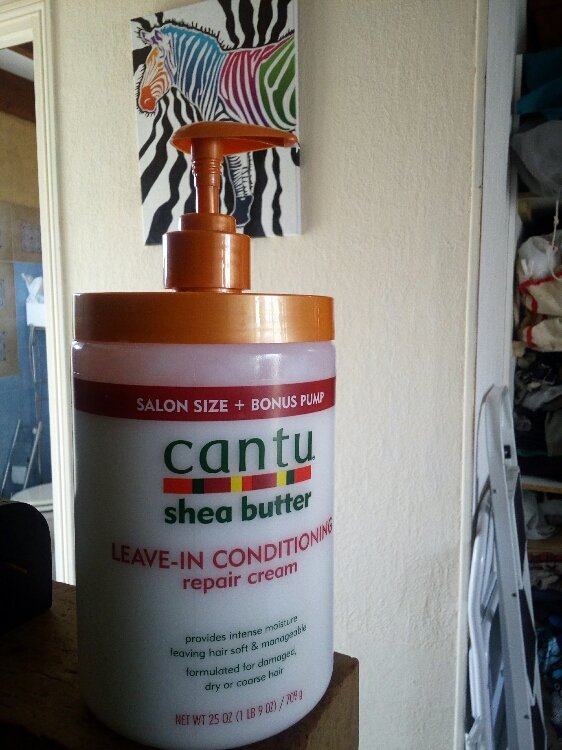 SALON SIZE + BONUS PUMP
cantu
shea butter
LEAVE-IN CONDITIONING
repair cream
provides intense moisture
leaving hair soft & manageable
formulated for damaged,
dry or coarse hair
NET WT 25 OZ (1 LB 9 OZ) / 709 g